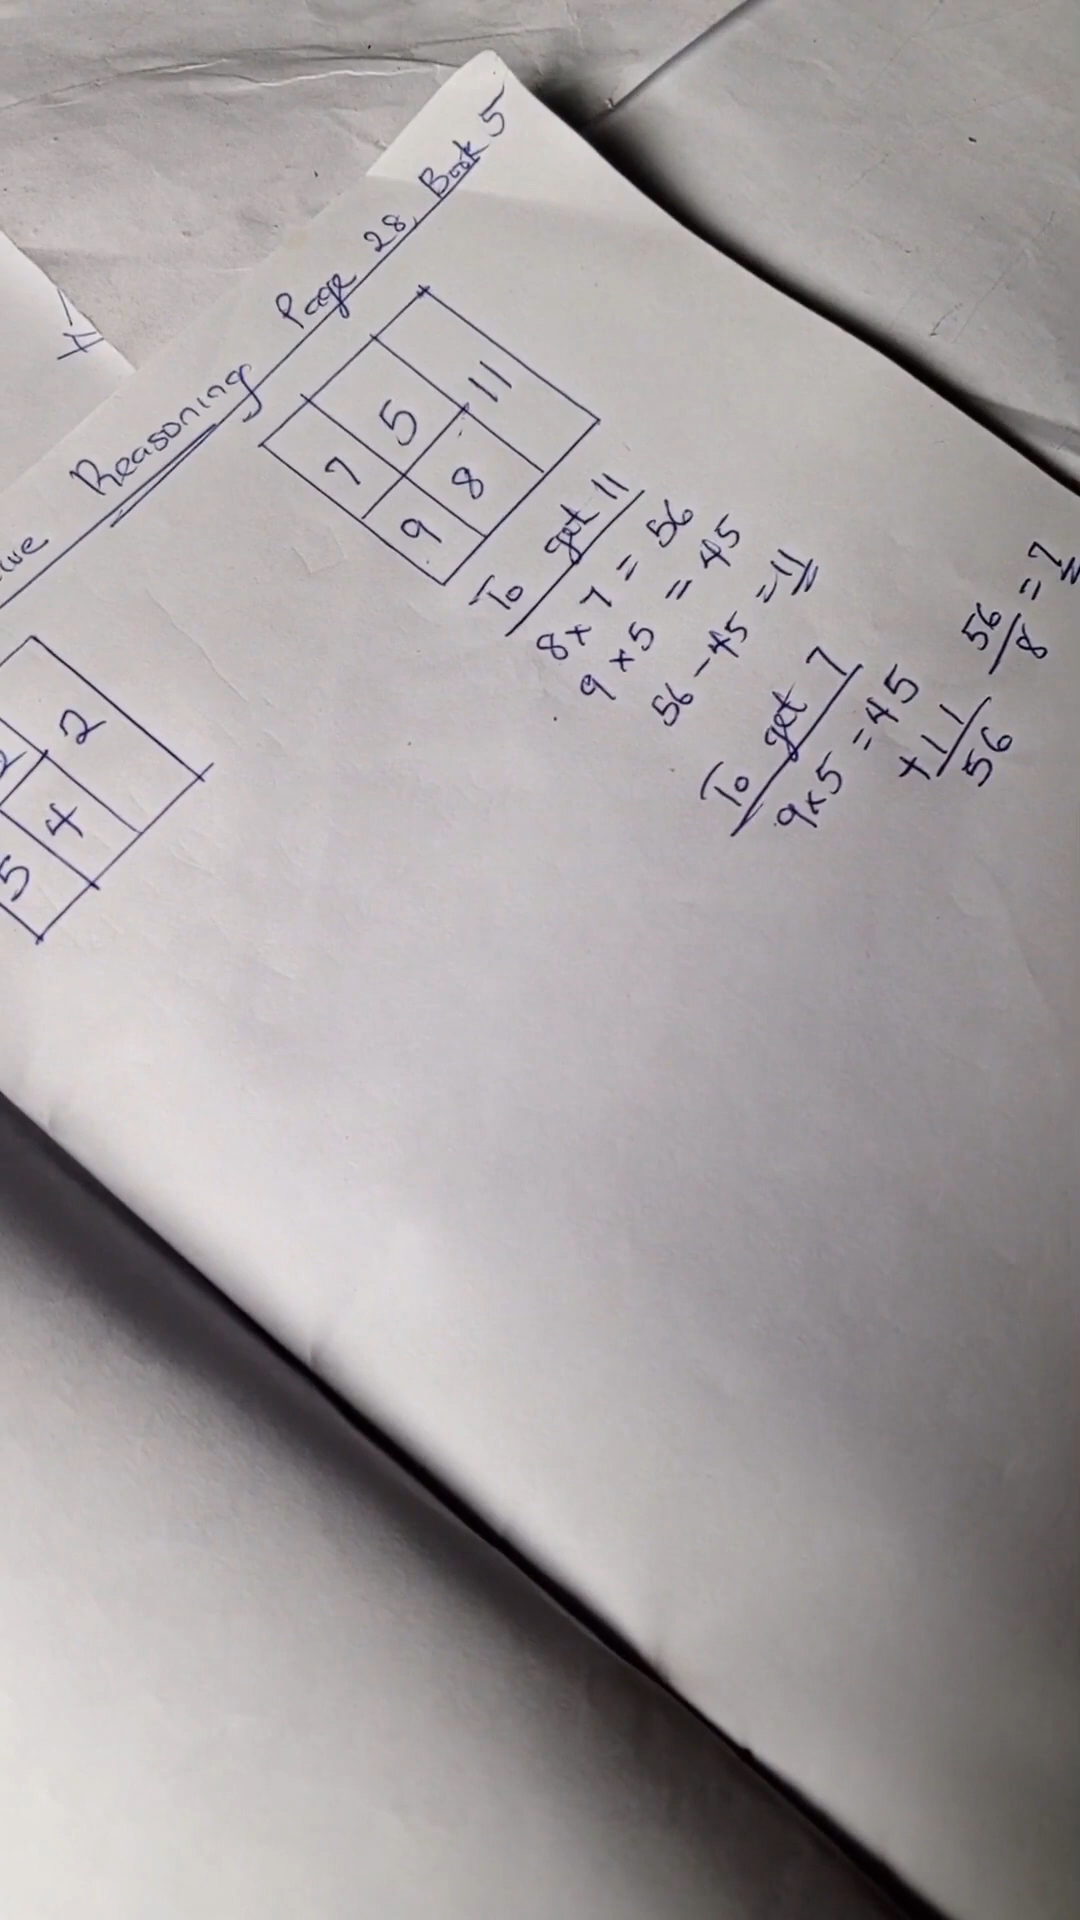 Reasoning Page 28, Book 5
7 5
9 8
11
To get 11
8 x 7 = 56
9 x 5 = 45
56 - 45 = 11
To get 7
9 x 5 = 45
+ 11
56
56/8 = 7
2
4
5